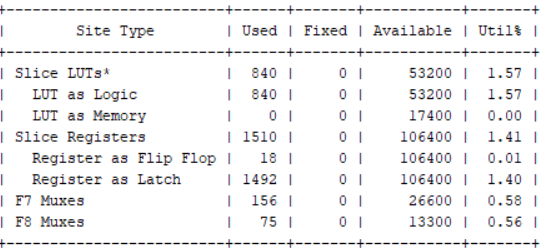 +----------------------------+------+-------+-----------+-------+
|          Site Type         | Used | Fixed | Available | Util% |
+----------------------------+------+-------+-----------+-------+
| Slice LUTs*                |  840 |     0 |     53200 |  1.57 |
|   LUT as Logic             |  840 |     0 |     53200 |  1.57 |
|   LUT as Memory            |    0 |     0 |     17400 |  0.00 |
| Slice Registers            | 1510 |     0 |    106400 |  1.41 |
|   Register as Flip Flop    |   18 |     0 |    106400 |  0.01 |
|   Register as Latch        | 1492 |     0 |    106400 |  1.40 |
| F7 Muxes                   |  156 |     0 |     26600 |  0.58 |
| F8 Muxes                   |   75 |     0 |     13300 |  0.56 |
+----------------------------+------+-------+-----------+-------+